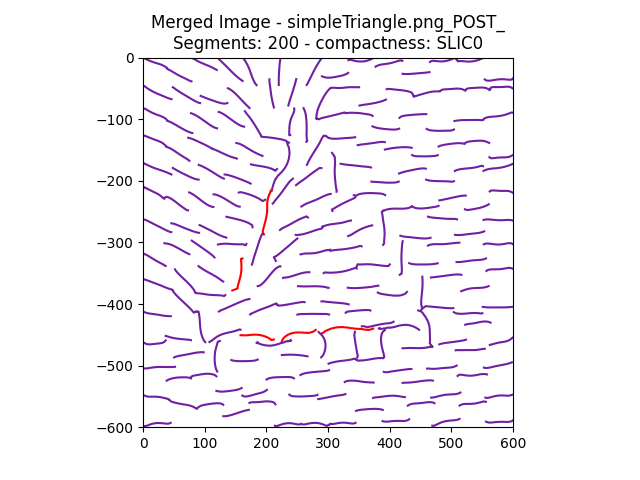 Merged Image - simpleTriangle.png_POST_
Segments: 200 - compactness: SLIC0
0
−100
−200
−300
−400
−500
−600
0 100 200 300 400 500 600